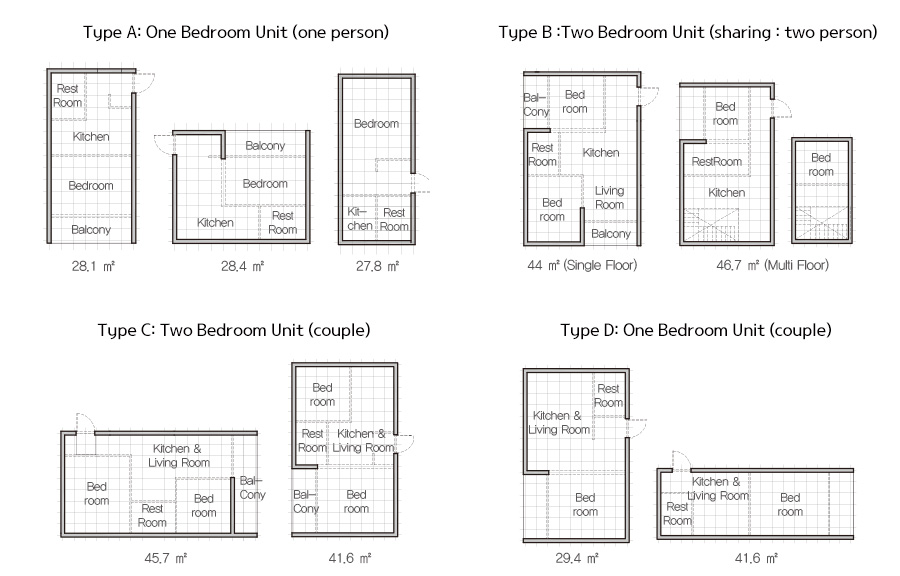 Type A: One Bedroom Unit (one person)
Rest
Room
Kitchen
Bedroom
Balcony
28.1 ㎡
Balcony
Bedroom
Kitchen
Rest
Room
28.4 ㎡
Bedroom
Kit-
chen
Rest
Room
27.8 ㎡
Type B :Two Bedroom Unit (sharing : two person)
Bal-
Cony
Bed
room
Rest
Room
Kitchen
Bed
room
Living
Room
Balcony
44 ㎡ (Single Floor)
Bed
room
RestRoom
Kitchen
Bed
room
46.7 ㎡ (Multi Floor)
Type C: Two Bedroom Unit (couple)
Kitchen &
Living Room
Bed
room
Rest
Room
Bed
room
Bal-
Cony
45.7 ㎡
Bed
room
Rest
Room
Kitchen &
Living Room
Bal-
Cony
Bed
room
41.6 ㎡
Type D: One Bedroom Unit (couple)
Rest
Room
Kitchen &
Living Room
Bed
room
29.4 ㎡
Kitchen &
Living Room
Rest
Room
Bed
room
41.6 ㎡